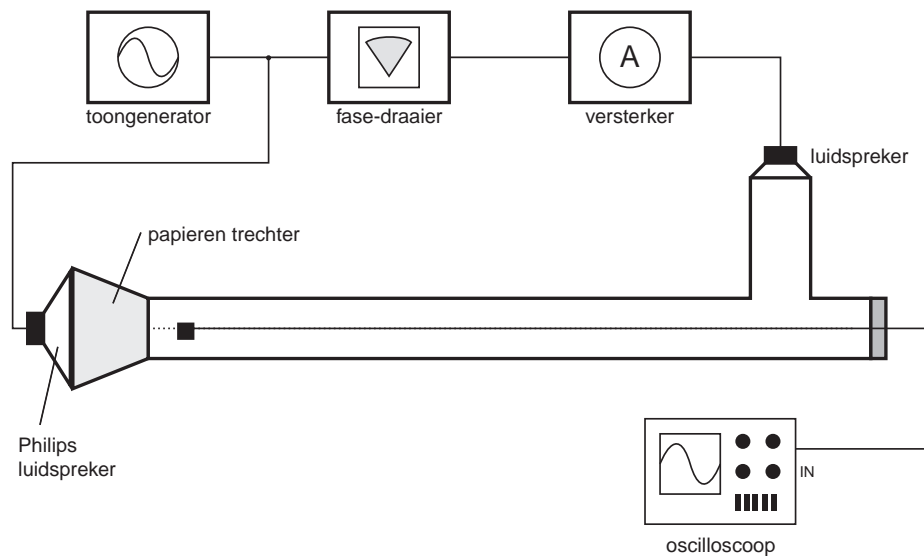 A
toongenerator
fase-draaier
versterker
luidspreker
papieren trechter
Philips
luidspreker
IN
oscilloscoop